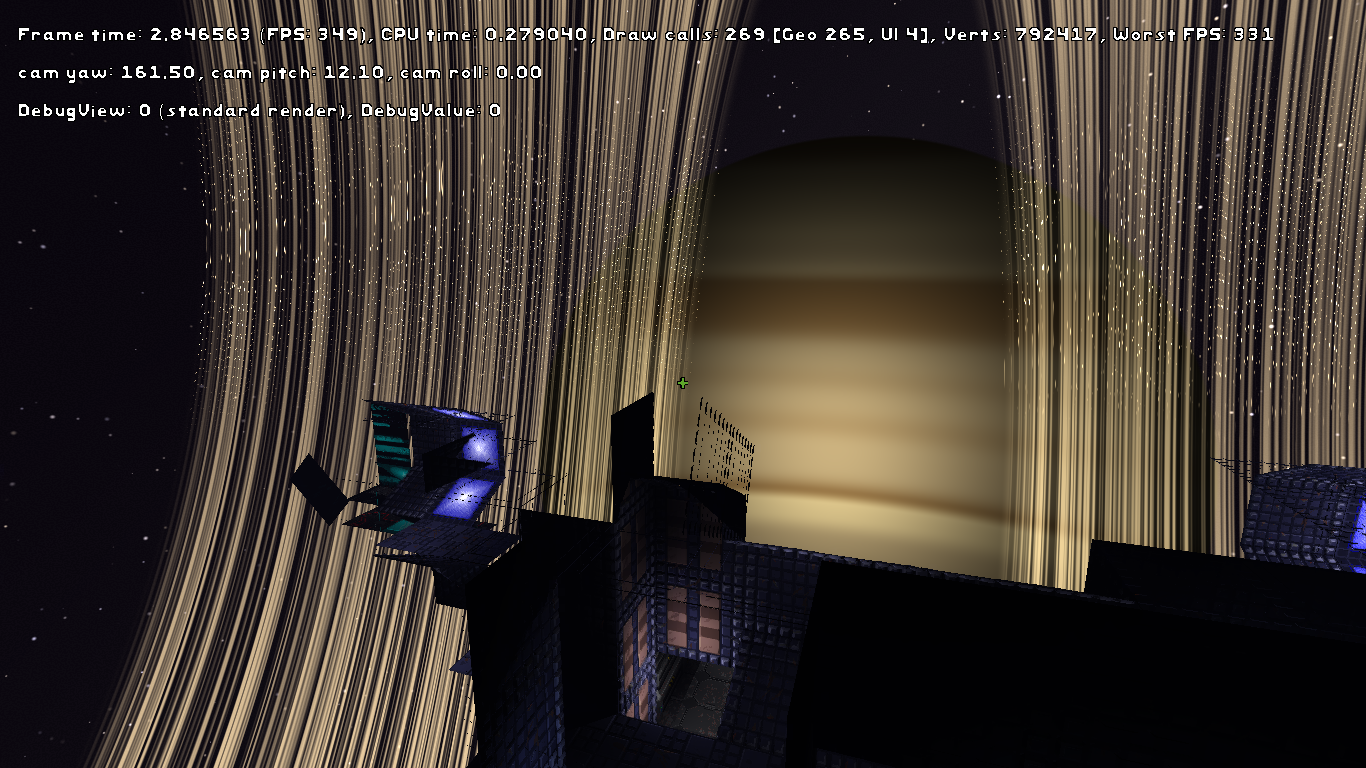 Frame time: 2.846563 (FPS: 349), CPU time: 0.279040, Draw calls: 269 [Geo 265, UI 4], Verts: 792417, Worst FPS: 331
cam yaw: 161.50, cam pitch: 12.10, cam roll: 0.00
DebugView: 0 (standard render), DebugValue: 0